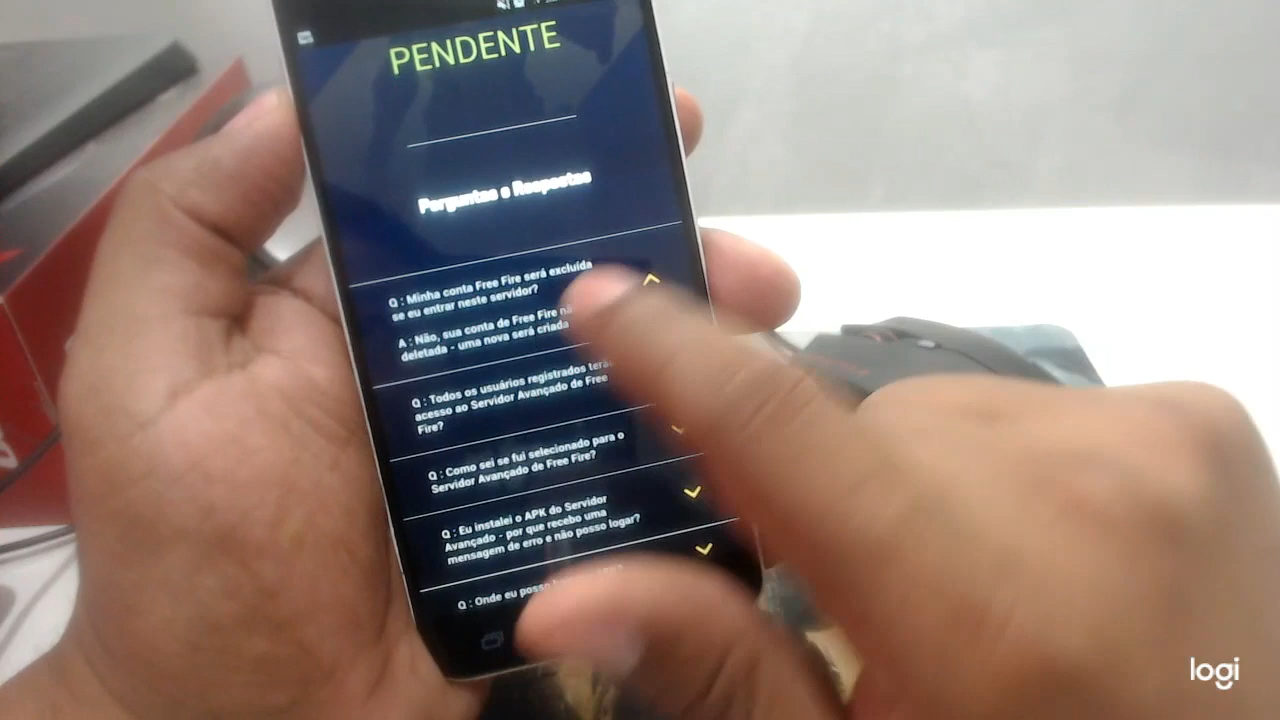 PENDENTE
Perguntas e Respostas
Q : Minha conta Free Fire será excluída
se eu entrar neste servidor?
A : Não, sua conta de Free Fire
deletada - uma nova será criada
Q : Todos os usuários registrados
acesso ao Servidor Avançado de Free
Fire?
Q : Como sei se fui selecionado para o
Servidor Avançado de Free Fire?
Q : Eu instalei o APK do Servidor
Avançado - por que recebo uma
mensagem de erro e não posso logar?
Q : Onde eu posso
logi